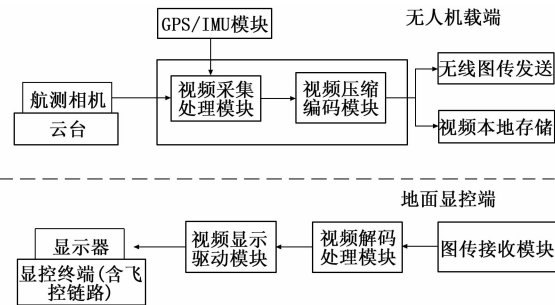 GPS/IMU模块
无人机载端
航测相机
云台
视频采集
处理模块
视频压缩
编码模块
无线图传发送
视频本地存储
地面显控端
显示器
显控终端(含飞
控链路)
视频显示
驱动模块
视频解码
处理模块
图传接收模块